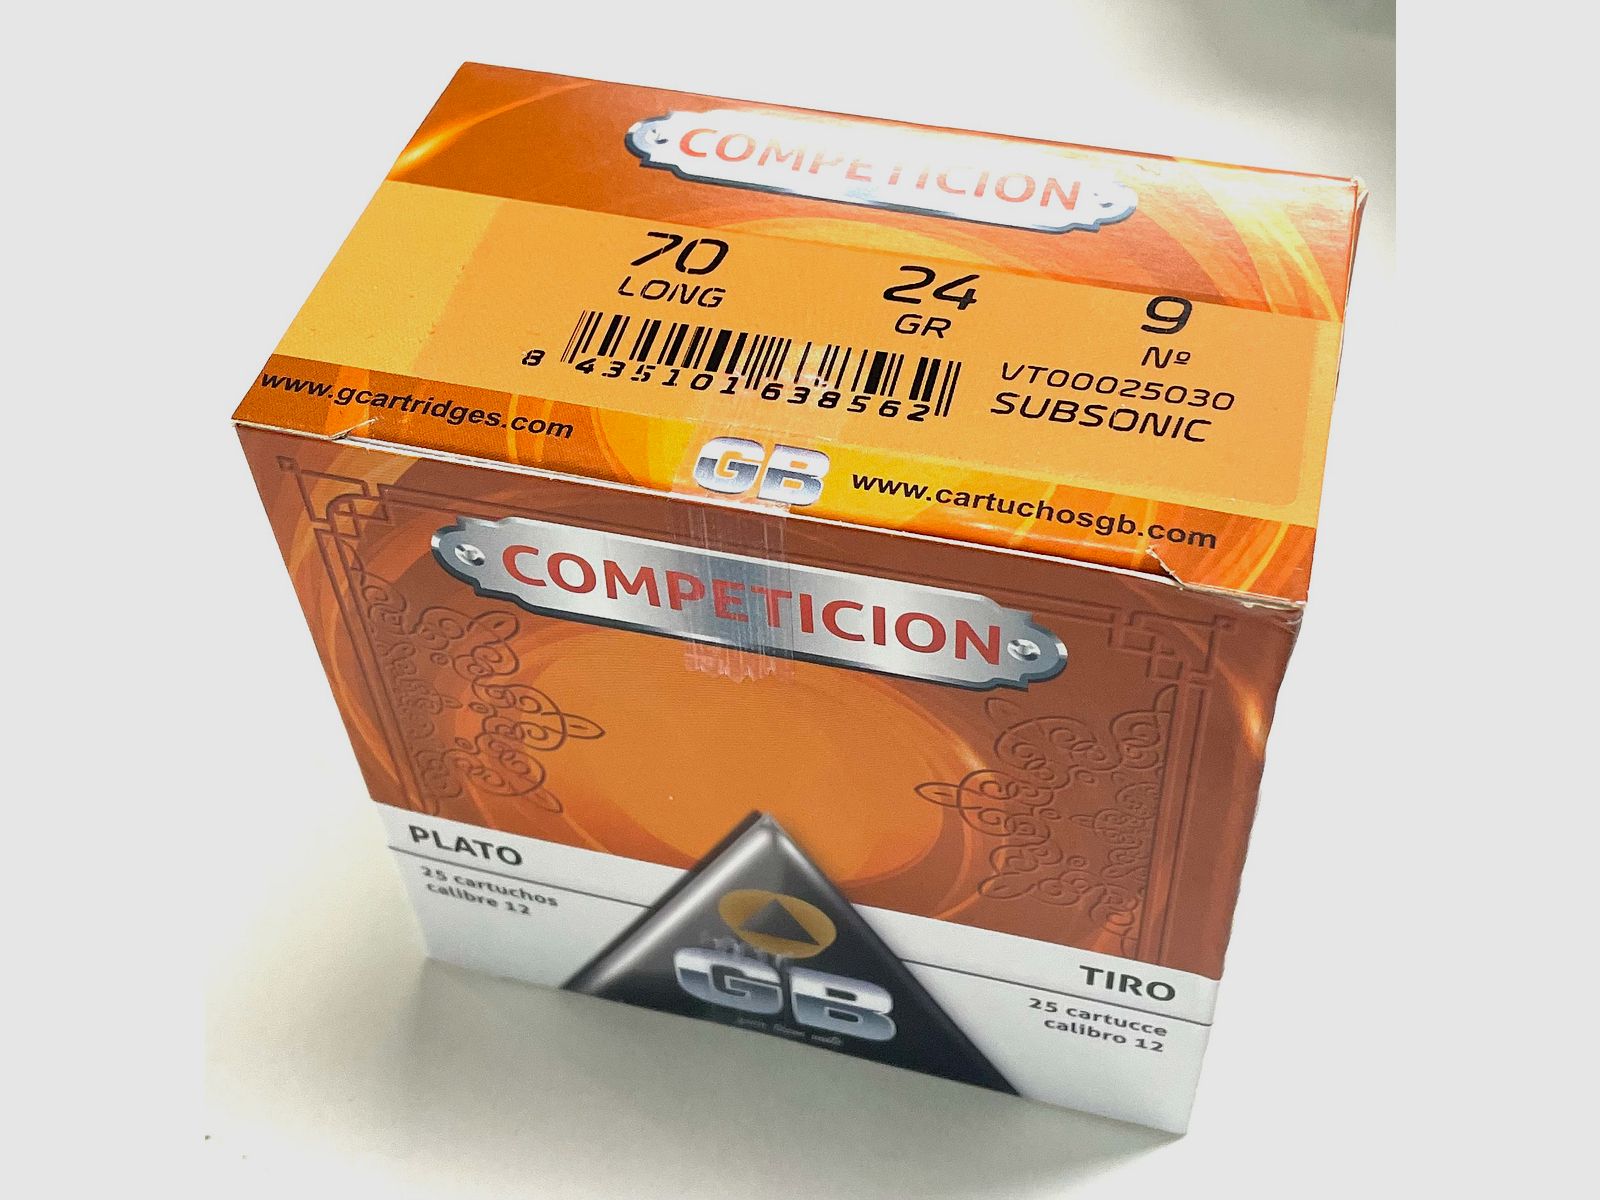 COMPETICION
70 24 9
LONG GR Nº
8 435101 638562
VT00025030
SUBSONIC
www.gcartridges.com
GB
www.cartuchosgb.com
COMPETICION
PLATO
25 cartuchos
calibre 12
GB
TIRO
25 cartucce
calibro 12